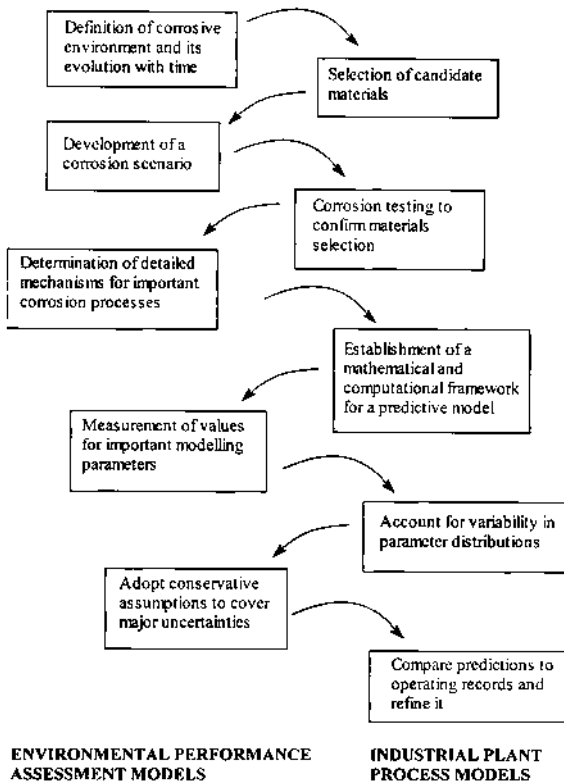 Definition of corrosive
environment and its
evolution with time
Selection of candidate
materials
Development of a
corrosion scenario
Corrosion testing to
confirm materials
selection
Determination of detailed
mechanisms for important
corrosion processes
Establishment of a
mathematical and
computational framework
for a predictive model
Measurement of values
for important modelling
parameters
Account for variability in
parameter distributions
Adopt conservative
assumptions to cover
major uncertainties
Compare predictions to
operating records and
refine it
ENVIRONMENTAL PERFORMANCE
ASSESSMENT MODELS
INDUSTRIAL PLANT
PROCESS MODELS